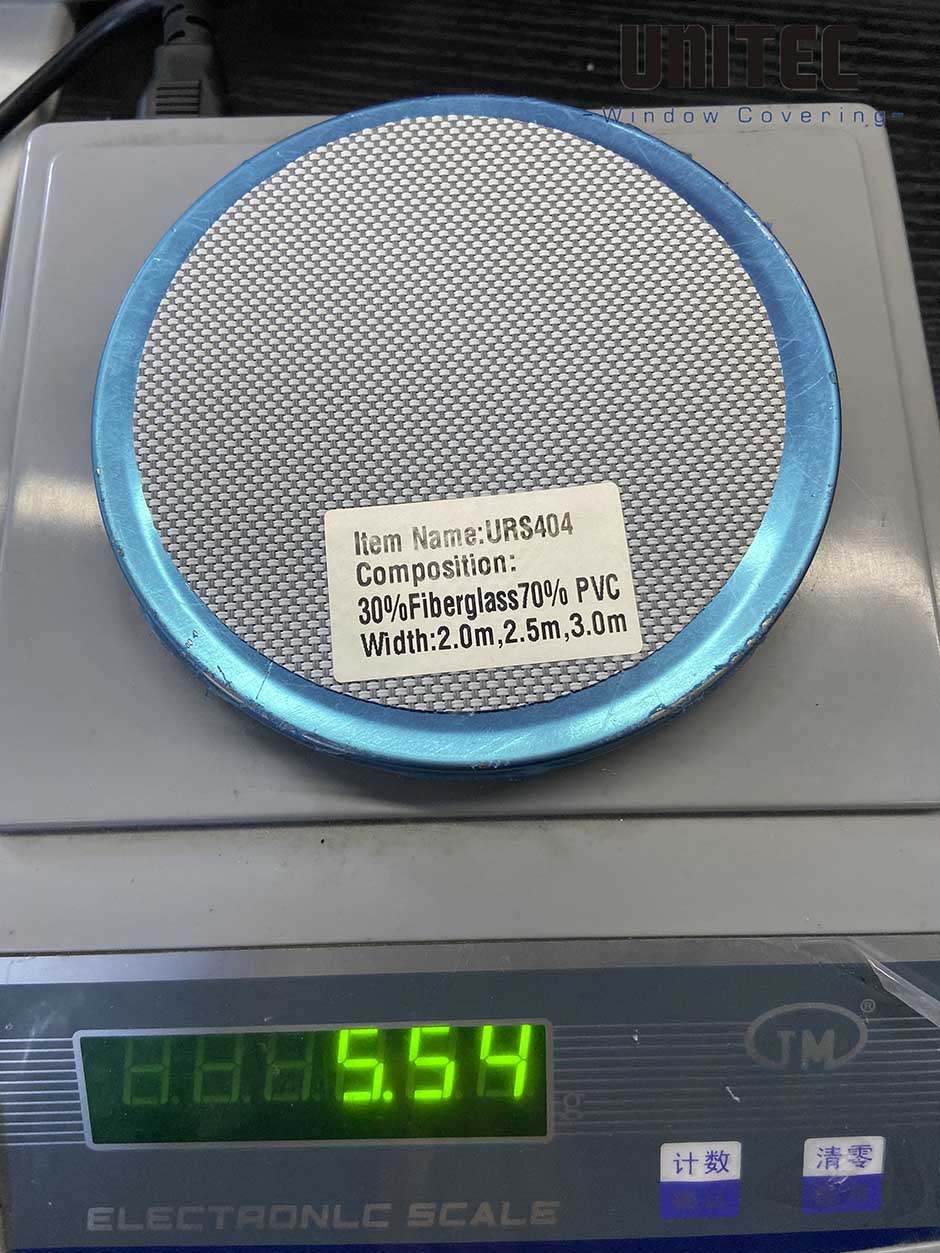 UNITEC
-Window Covering-
Item Name:URS404
Composition:
30%Fiberglass70% PVC
Width:2.0m,2.5m,3.0m
5.54
g
JM
®
计数
清零
ELECTRONLC SCALE